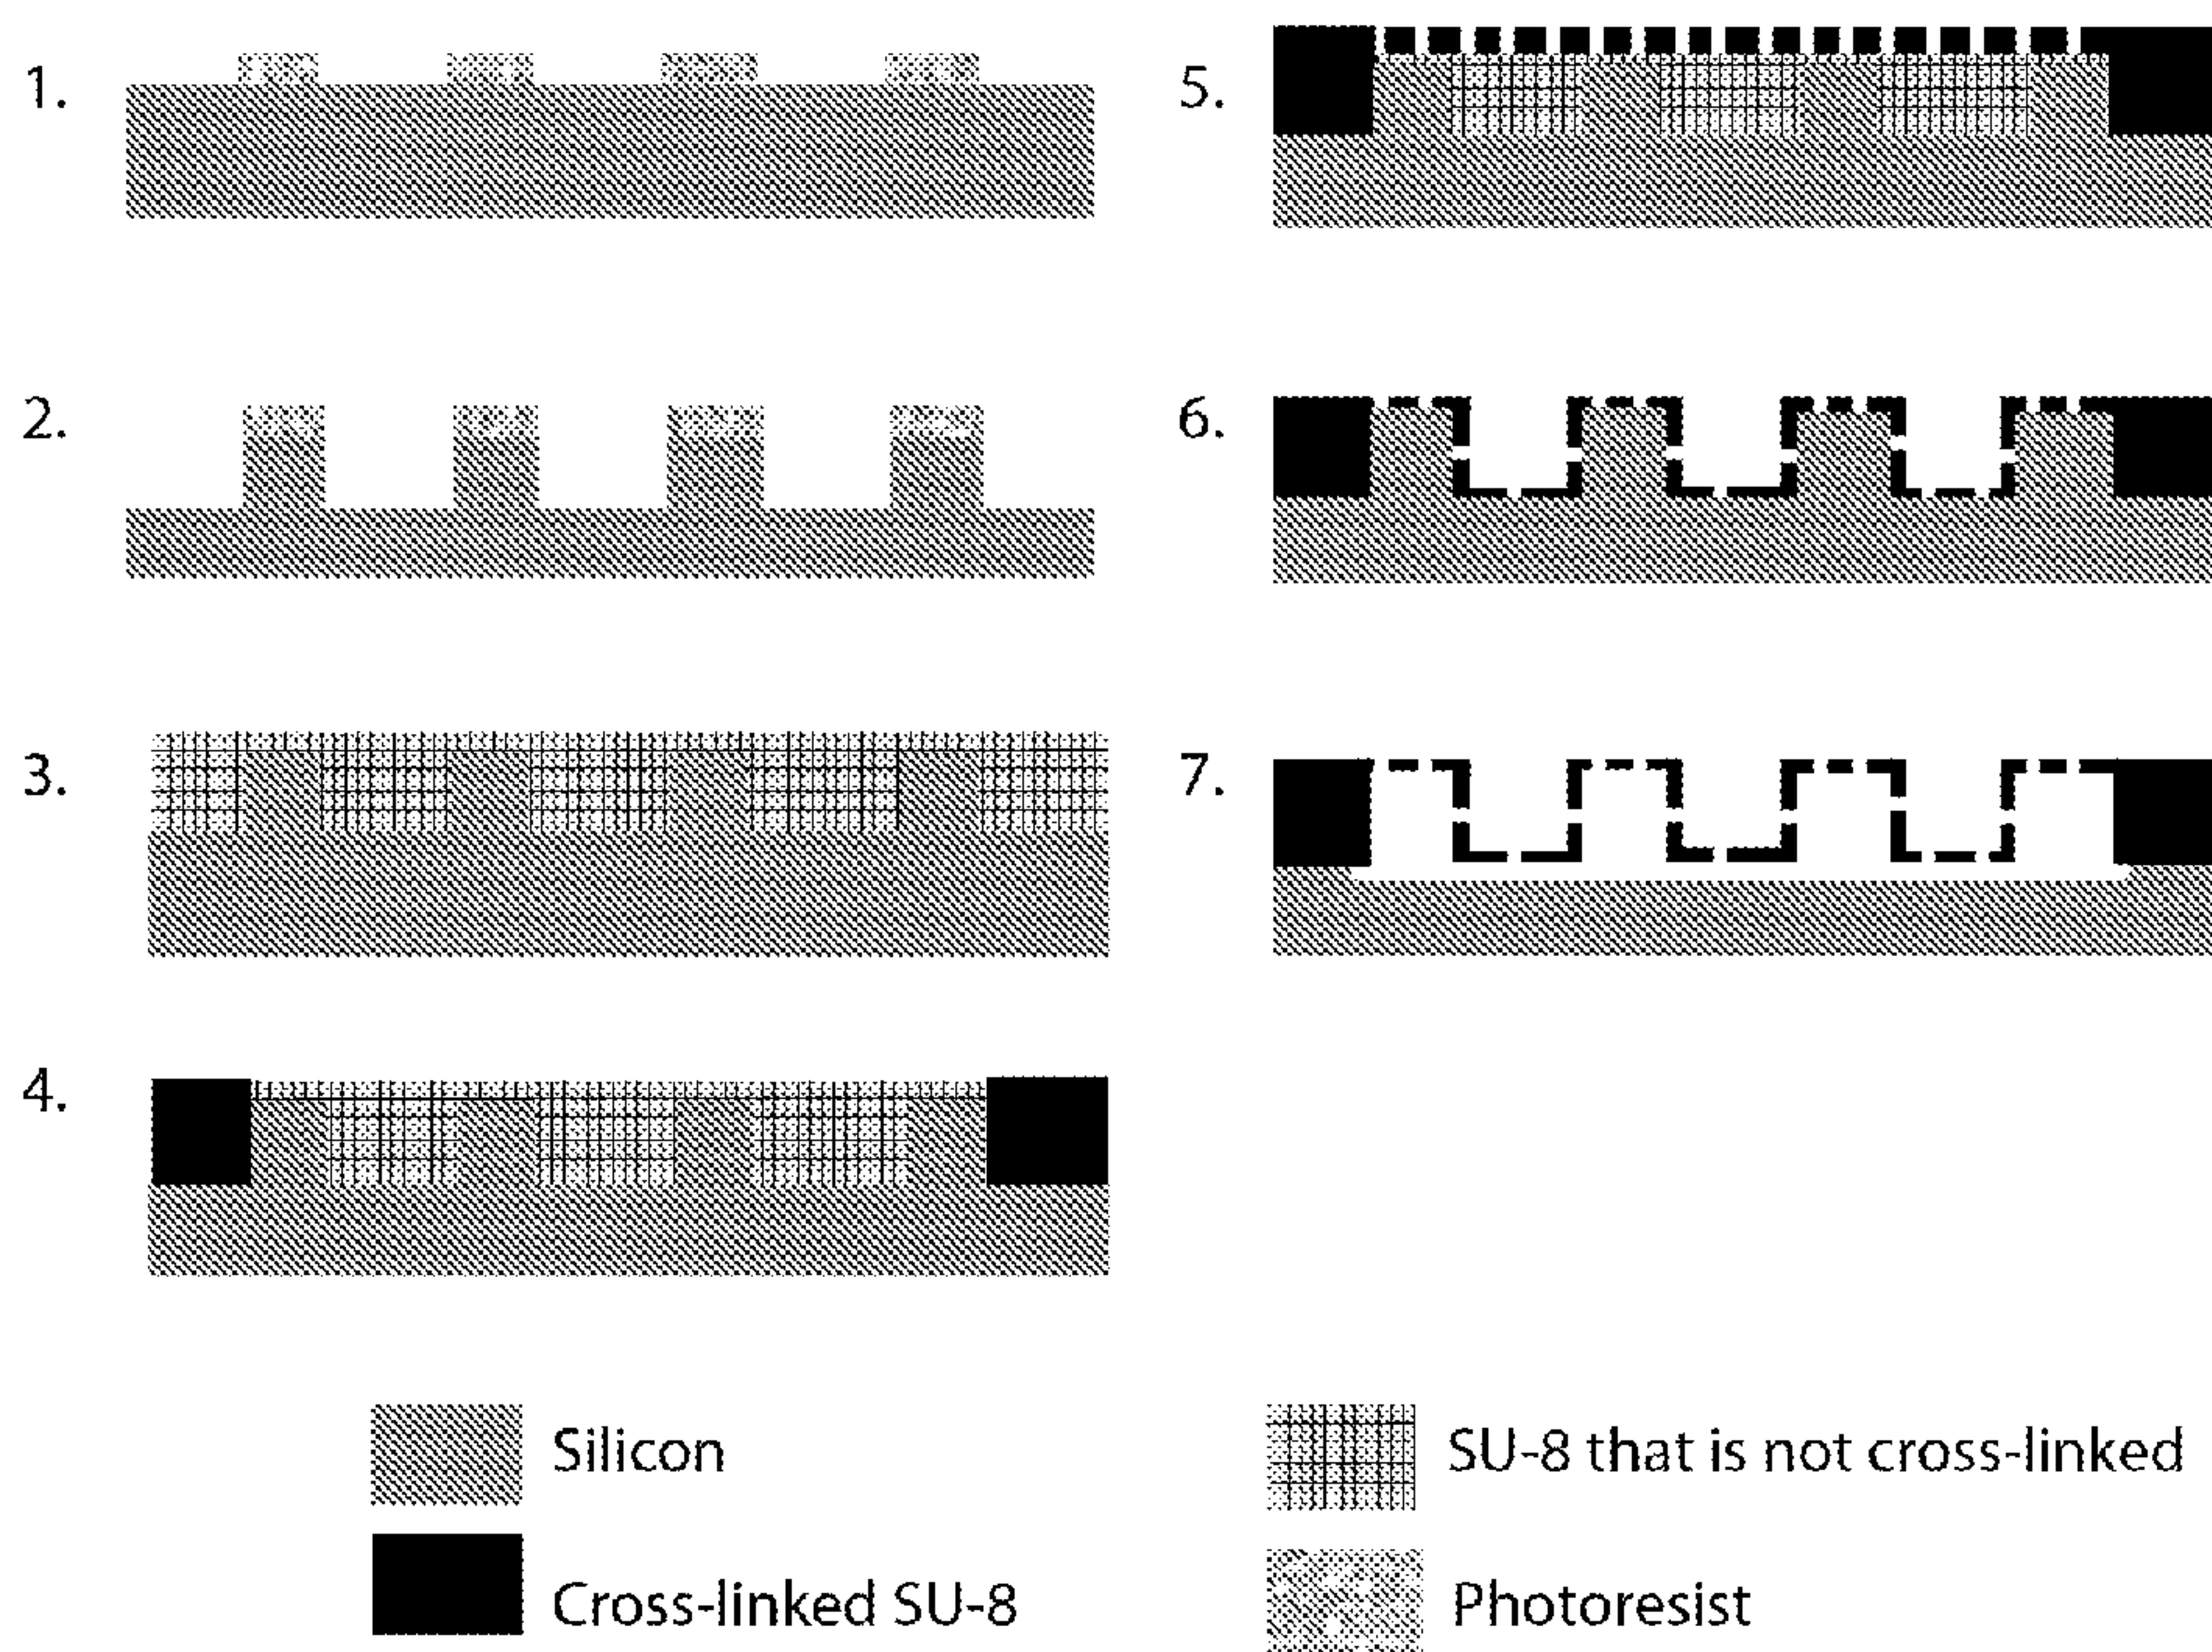 1.
2.
3.
4.
5.
6.
7.
Silicon
Cross-linked SU-8
SU-8 that is not cross-linked
Photoresist